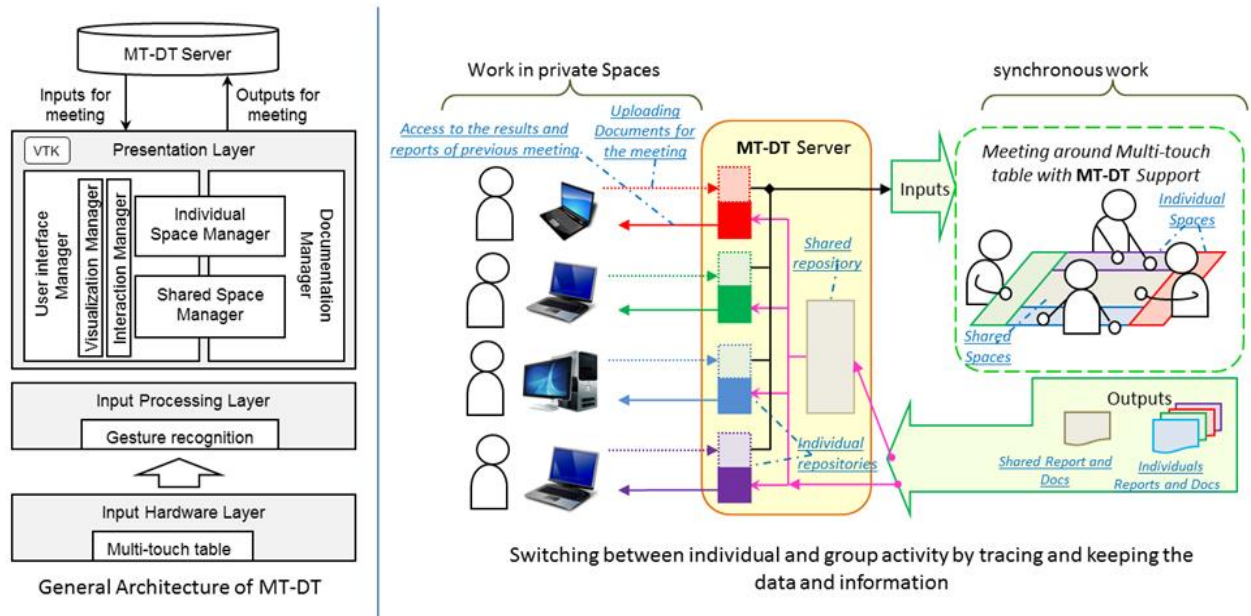 MT-DT Server
Inputs for
meeting
Outputs for
meeting
VTK
Presentation Layer
User interface
Manager
Visualization Manager
Interaction Manager
Individual
Space Manager
Shared Space
Manager
Documentation
Manager
Input Processing Layer
Gesture recognition
Input Hardware Layer
Multi-touch table
General Architecture of MT-DT
Work in private Spaces
Access to the results and
reports of previous meeting
Uploading
Documents for
the meeting
MT-DT Server
Shared
repository
Individual
repositories
Inputs
synchronous work
Meeting around Multi-touch
table with MT-DT Support
Individual
Spaces
Shared
Spaces
Outputs
Shared Report and
Docs
Individuals
Reports and Docs
Switching between individual and group activity by tracing and keeping the
data and information